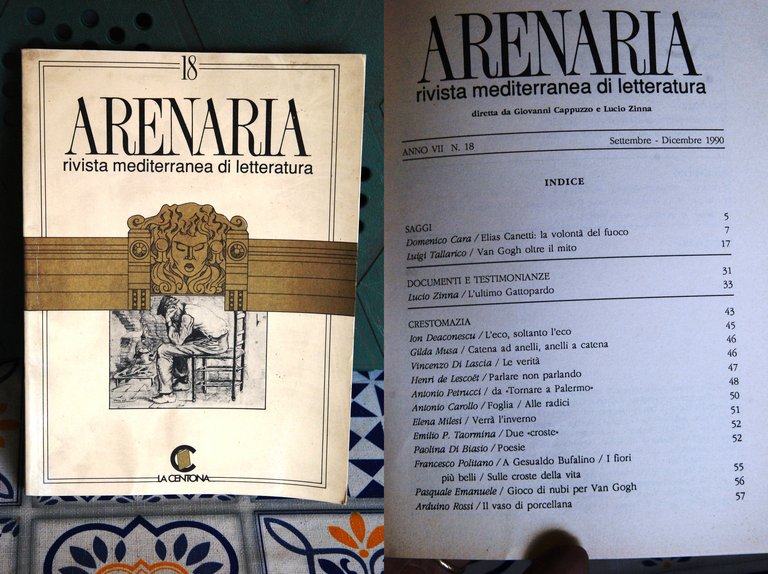 18
ARENARIA
rivista mediterranea di letteratura
C
LA CENTONA
ARENARIA
rivista mediterranea di letteratura
diretta da Giovanni Cappuzzo e Lucio Zinna
ANNO VII N. 18 Settembre - Dicembre 1990
INDICE
SAGGI 5
Domenico Cara / Elias Canetti: la volontà del fuoco 7
Luigi Tallarico / Van Gogh oltre il mito 17
DOCUMENTI E TESTIMONIANZE 31
Lucio Zinna / L'ultimo Gattopardo 33
CRESTOMAZIA 43
Ion Deaconescu / L'eco, soltanto l'eco 45
Gilda Musa / Catena ad anelli, anelli a catena 46
Vincenzo Di Lascia / Le verità 46
Henri de Lescoët / Parlare non parlando 47
Antonio Petrucci / da «Tornare a Palermo» 48
Antonio Carollo / Foglia / Alle radici 50
Elena Milesi / Verrà l'inverno 51
Emilio P. Taormina / Due «croste» 52
Paolina Di Biasio / Poesie 52
Francesco Politano / A Gesualdo Bufalino / I fiori
più belli / Sulle croste della vita 55
Pasquale Emanuele / Gioco di nubi per Van Gogh 56
Arduino Rossi / Il vaso di porcellana 57